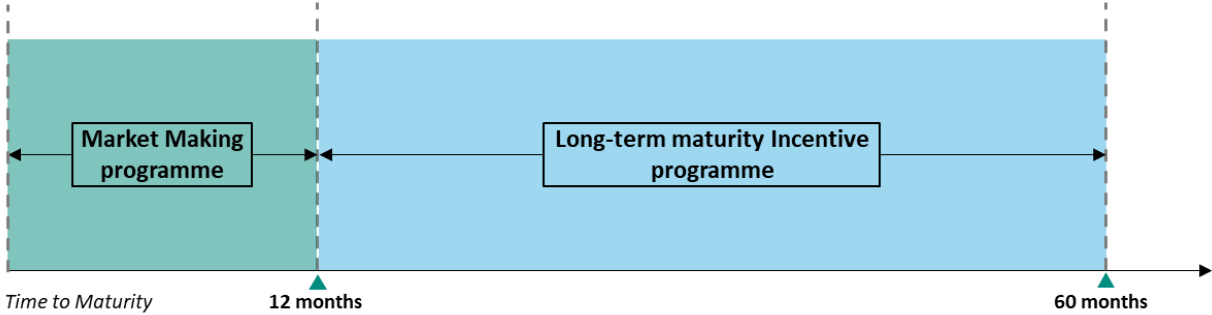 Market Making
programme
Long-term maturity Incentive
programme
Time to Maturity
12 months
60 months